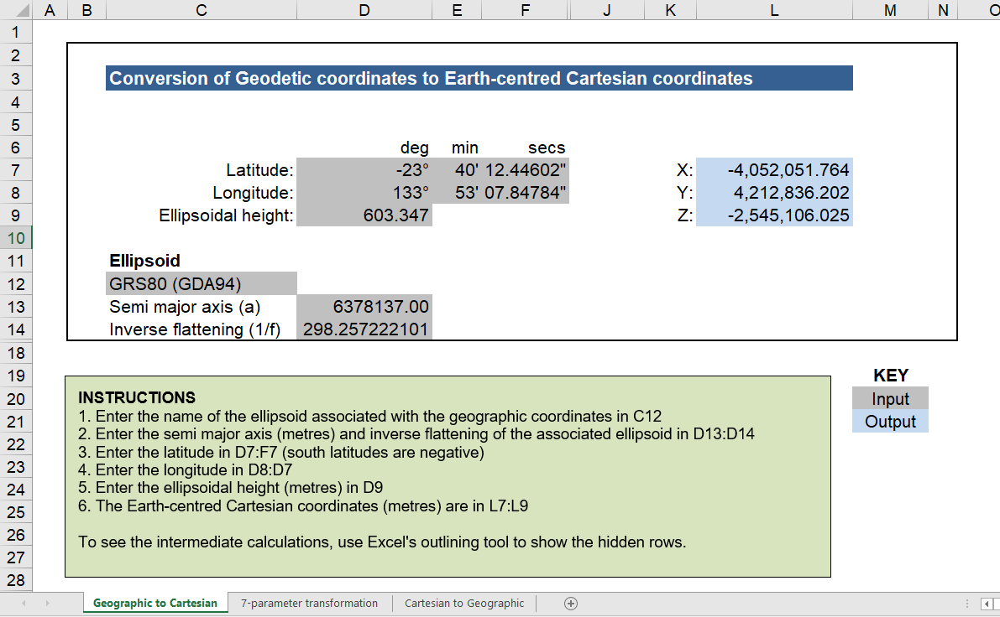 A B C D E F J K L M N O
1
2
3 Conversion of Geodetic coordinates to Earth-centred Cartesian coordinates
4
5
6 deg min secs
7 Latitude: -23° 40' 12.44602" X: -4,052,051.764
8 Longitude: 133° 53' 07.84784" Y: 4,212,836.202
9 Ellipsoidal height: 603.347 Z: -2,545,106.025
10
11 Ellipsoid
12 GRS80 (GDA94)
13 Semi major axis (a) 6378137.00
14 Inverse flattening (1/f) 298.257222101
18
19 KEY
20 INSTRUCTIONS Input
1. Enter the name of the ellipsoid associated with the geographic coordinates in C12
21 Output
2. Enter the semi major axis (metres) and inverse flattening of the associated ellipsoid in D13:D14
22
3. Enter the latitude in D7:F7 (south latitudes are negative)
23 4. Enter the longitude in D8:D7
24 5. Enter the ellipsoidal height (metres) in D9
25 6. The Earth-centred Cartesian coordinates (metres) are in L7:L9
26
To see the intermediate calculations, use Excel's outlining tool to show the hidden rows.
27
28
Geographic to Cartesian 7-parameter transformation Cartesian to Geographic